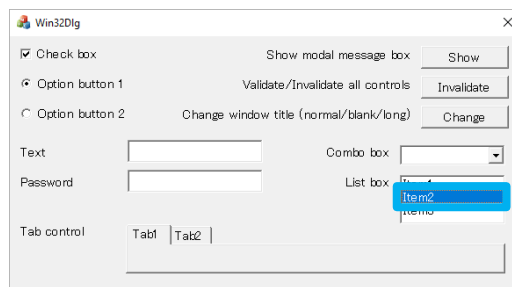 Win32Dlg
Check box
Show modal message box
Show
Option button 1
Validate/Invalidate all controls
Invalidate
Option button 2
Change window title (normal/blank/long)
Change
Text
Combo box
Password
List box
Item2
Tab control
Tab1
Tab2